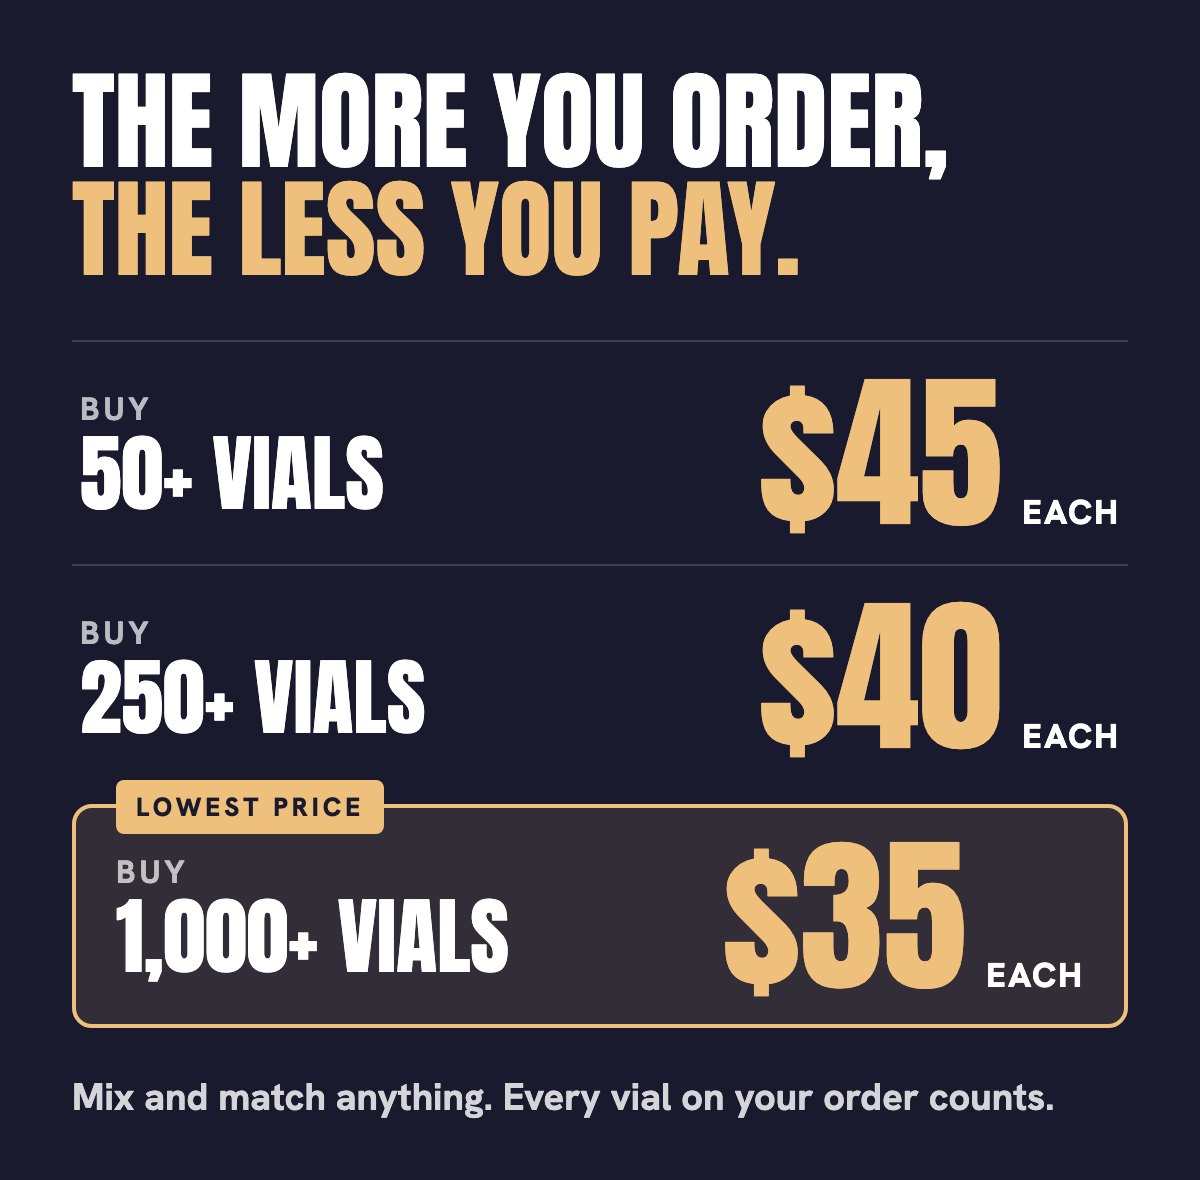 THE MORE YOU ORDER,
THE LESS YOU PAY.
BUY
50+ VIALS
$45 EACH
BUY
250+ VIALS
$40 EACH
LOWEST PRICE
BUY
1,000+ VIALS
$35 EACH
Mix and match anything. Every vial on your order counts.